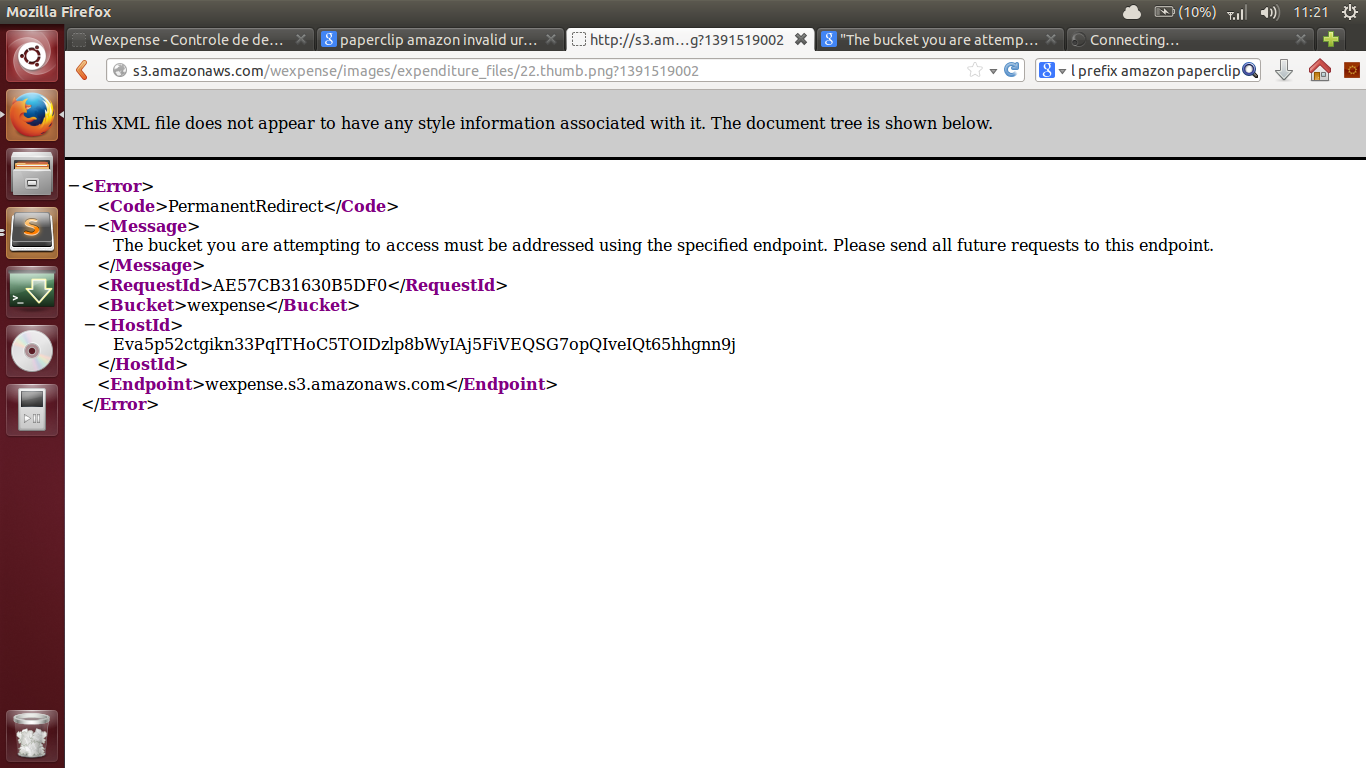 Mozilla Firefox (10%) 11:21
Wexpense - Controle de de... paperclip amazon invalid ur... http://s3.am...g?1391519002 "The bucket you are attemp... Connecting...
s3.amazonaws.com/wexpense/images/expenditure_files/22.thumb.png?1391519002 l prefix amazon paperclip
This XML file does not appear to have any style information associated with it. The document tree is shown below.
−<Error>
<Code>PermanentRedirect</Code>
−<Message>
The bucket you are attempting to access must be addressed using the specified endpoint. Please send all future requests to this endpoint.
</Message>
<RequestId>AE57CB31630B5DF0</RequestId>
<Bucket>wexpense</Bucket>
−<HostId>
Eva5p52ctgikn33PqITHoC5TOIDzlp8bWyIAj5FiVEQSG7opQIveIQt65hhgnn9j
</HostId>
<Endpoint>wexpense.s3.amazonaws.com</Endpoint>
</Error>